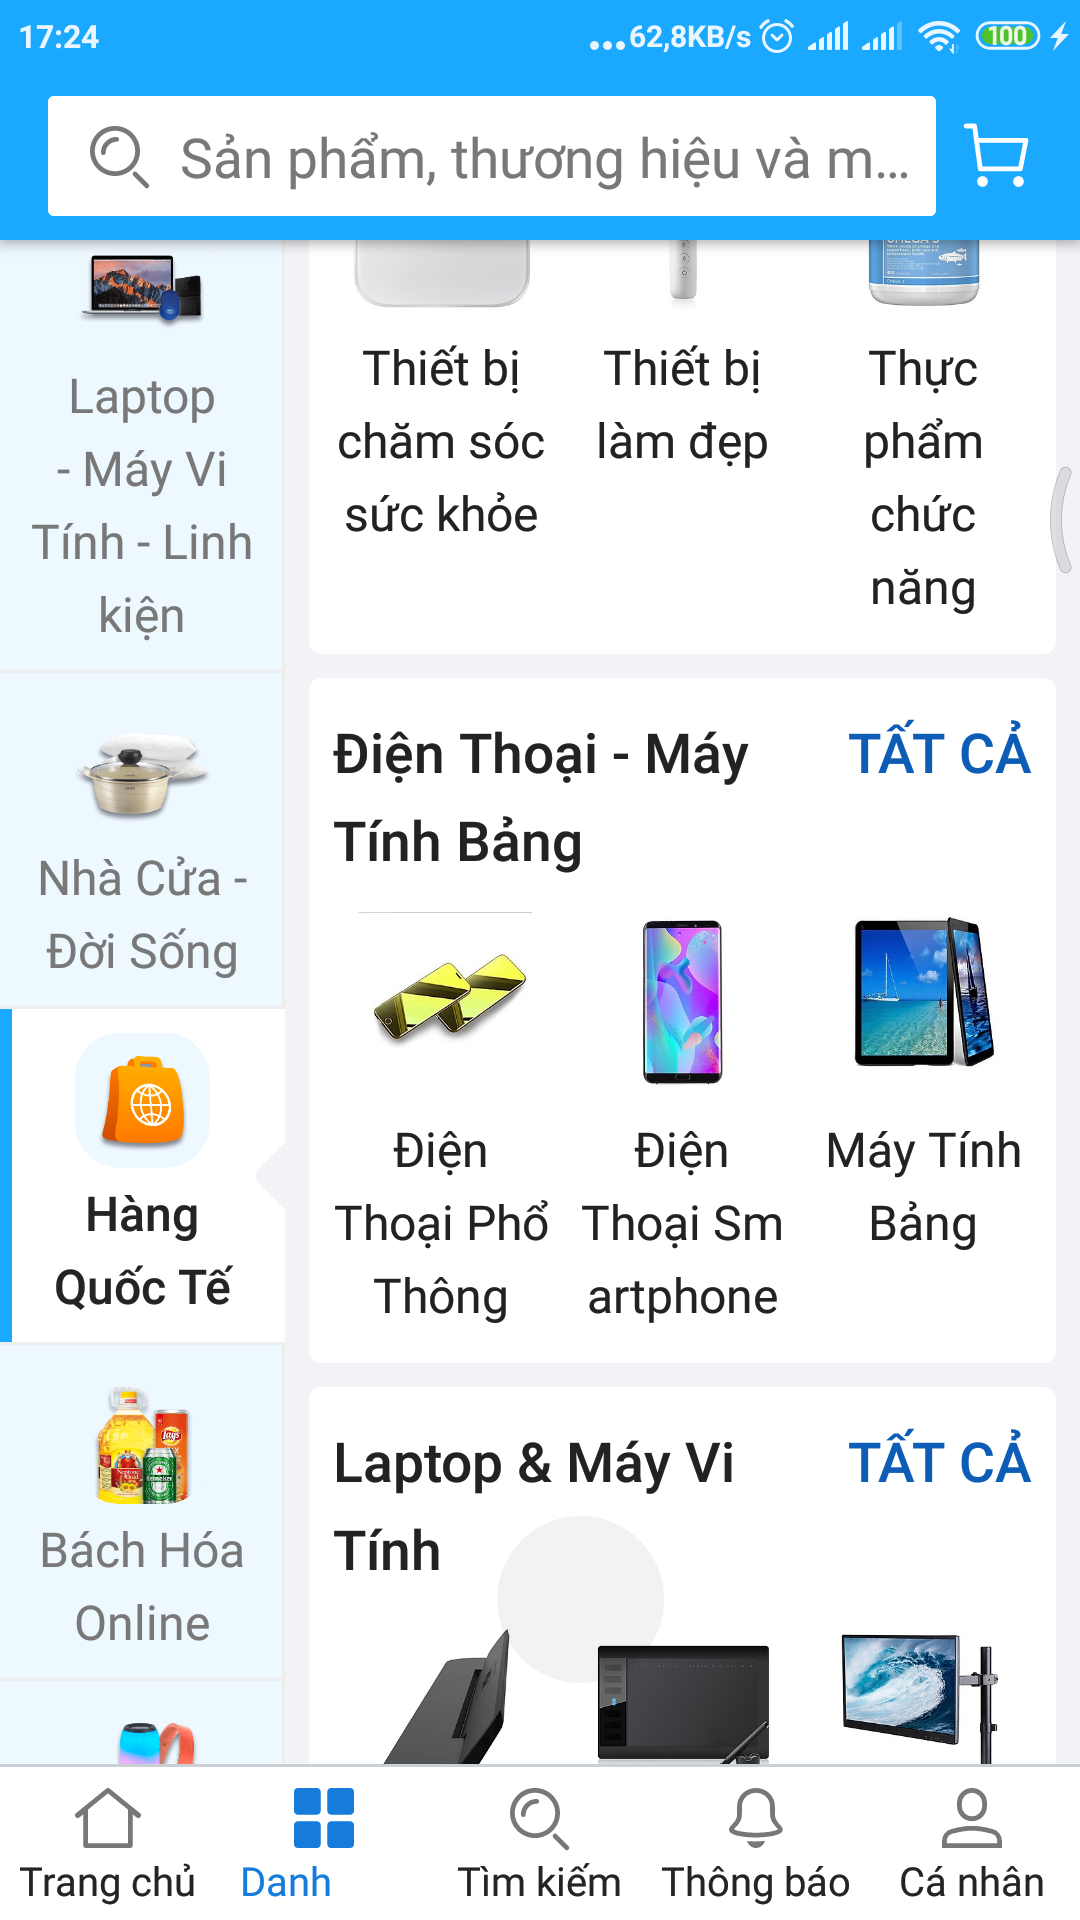 17:24
...62,8KB/s
100
Sản phẩm, thương hiệu và m...
Laptop
- Máy Vi
Tính - Linh
kiện
Nhà Cửa -
Đời Sống
Hàng
Quốc Tế
Bách Hóa
Online
Thiết bị
chăm sóc
sức khỏe
Thiết bị
làm đẹp
Thực
phẩm
chức
năng
Điện Thoại - Máy
Tính Bảng
TẤT CẢ
Điện
Thoại Phổ
Thông
Điện
Thoại Sm
artphone
Máy Tính
Bảng
Laptop & Máy Vi
Tính
TẤT CẢ
Trang chủ
Danh
Tìm kiếm
Thông báo
Cá nhân